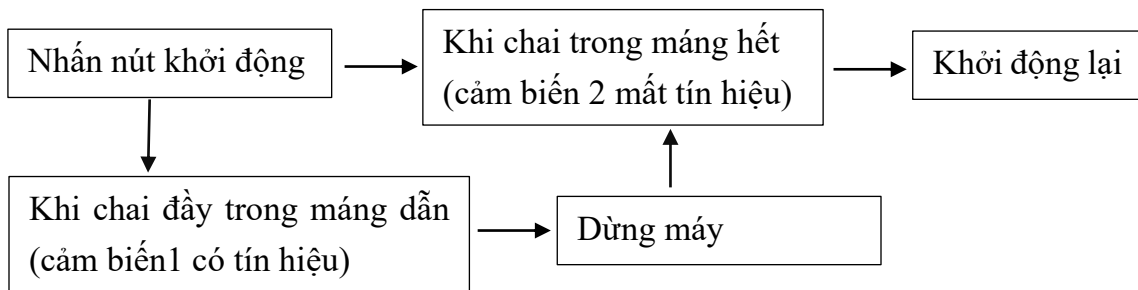 Nhấn nút khởi động
Khi chai trong máng hết
(cảm biến 2 mất tín hiệu)
Khởi động lại
Khi chai đầy trong máng dẫn
(cảm biến1 có tín hiệu)
Dừng máy